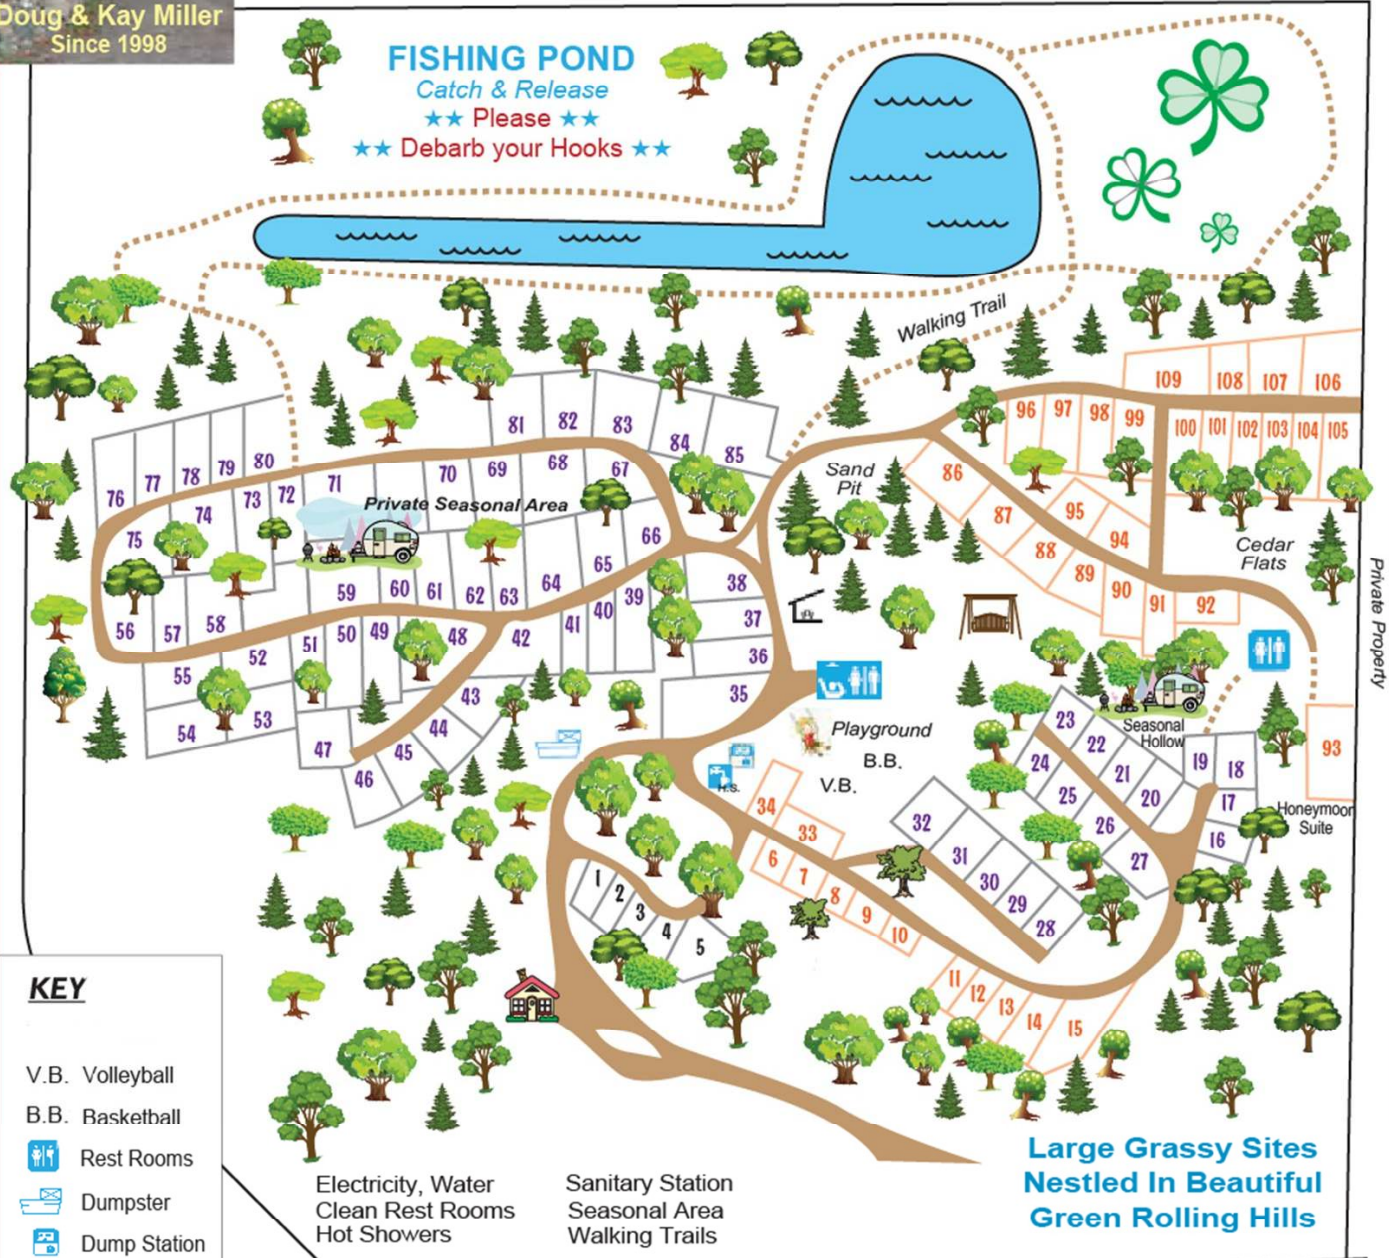 Doug & Kay Miller
Since 1998
FISHING POND
Catch & Release
★★ Please ★★
★★ Debarb your Hooks ★★
Walking Trail
109 108 107 106
96 97 98 99
100 101 102 103 104 105
81 82 83 84 85
76 77 78 79 80
71 70 69 68 67
75 74 73 72
Private Seasonal Area
66
65
64
59 60 61 62 63
56 57 58
55 52 51 50 49 48
54 53
47 46 45 44 43
42 41 40 39
38
37
36
35
Sand
Pit
86
87
88
89
90
91
92
95
94
Cedar
Flats
Private Property
93
Honeymoon
Suite
Seasonal
Hollow
Playground
B.B.
V.B.
H.S.
23
22
21
20
24
25
26
27
19 18
17
16
34
33
6
7
8
9
10
32
31
30
29
28
1
2
3
4
5
11
12
13
14
15
KEY
V.B. Volleyball
B.B. Basketball
Rest Rooms
Dumpster
Dump Station
Electricity, Water
Clean Rest Rooms
Hot Showers
Sanitary Station
Seasonal Area
Walking Trails
Large Grassy Sites
Nestled In Beautiful
Green Rolling Hills